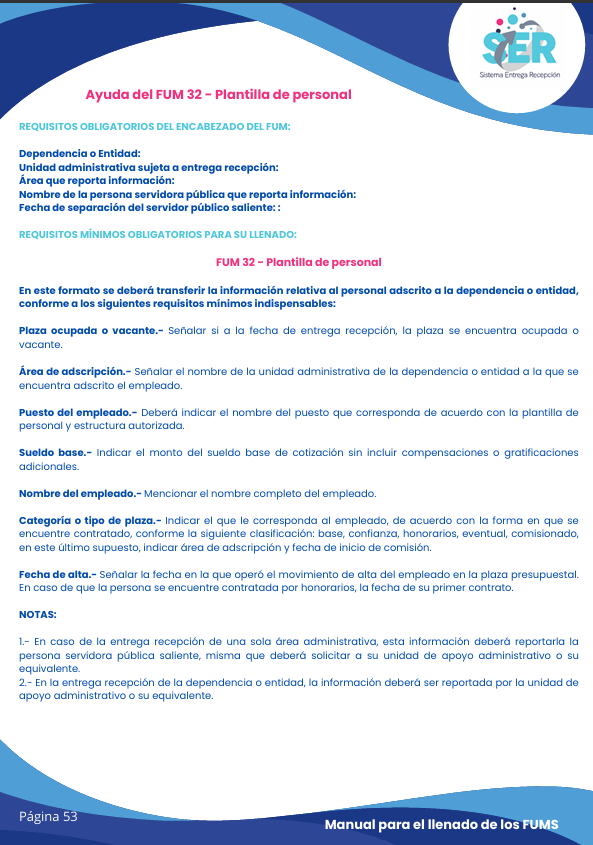 SER
Sistema Entrega Recepción
Ayuda del FUM 32 - Plantilla de personal
REQUISITOS OBLIGATORIOS DEL ENCABEZADO DEL FUM:
Dependencia o Entidad:
Unidad administrativa sujeta a entrega recepción:
Área que reporta información:
Nombre de la persona servidora pública que reporta información:
Fecha de separación del servidor público saliente: :
REQUISITOS MÍNIMOS OBLIGATORIOS PARA SU LLENADO:
FUM 32 - Plantilla de personal
En este formato se deberá transferir la información relativa al personal adscrito a la dependencia o entidad,
conforme a los siguientes requisitos mínimos indispensables:
Plaza ocupada o vacante.- Señalar si a la fecha de entrega recepción, la plaza se encuentra ocupada o
vacante.
Área de adscripción.- Señalar el nombre de la unidad administrativa de la dependencia o entidad a la que se
encuentra adscrito el empleado.
Puesto del empleado.- Deberá indicar el nombre del puesto que corresponda de acuerdo con la plantilla de
personal y estructura autorizada.
Sueldo base.- Indicar el monto del sueldo base de cotización sin incluir compensaciones o gratificaciones
adicionales.
Nombre del empleado.- Mencionar el nombre completo del empleado.
Categoría o tipo de plaza.- Indicar el que le corresponda al empleado, de acuerdo con la forma en que se
encuentre contratado, conforme la siguiente clasificación: base, confianza, honorarios, eventual, comisionado,
en este último supuesto, indicar área de adscripción y fecha de inicio de comisión.
Fecha de alta.- Señalar la fecha en la que operó el movimiento de alta del empleado en la plaza presupuestal.
En caso de que la persona se encuentre contratada por honorarios, la fecha de su primer contrato.
NOTAS:
1.- En caso de la entrega recepción de una sola área administrativa, esta información deberá reportarla la
persona servidora pública saliente, misma que deberá solicitar a su unidad de apoyo administrativo o su
equivalente.
2.- En la entrega recepción de la dependencia o entidad, la información deberá ser reportada por la unidad de
apoyo administrativo o su equivalente.
Página 53
Manual para el llenado de los FUMS